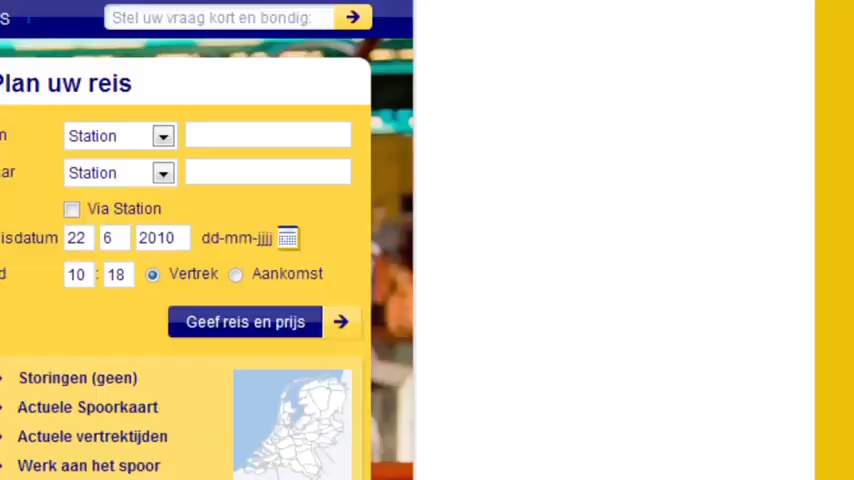 Stel uw vraag kort en bondig:
Plan uw reis
Station
Station
Via Station
22 6 2010 dd-mm-jjjj
10 : 18 Vertrek Aankomst
Geef reis en prijs
Storingen (geen)
Actuele Spoorkaart
Actuele vertrektijden
Werk aan het spoor